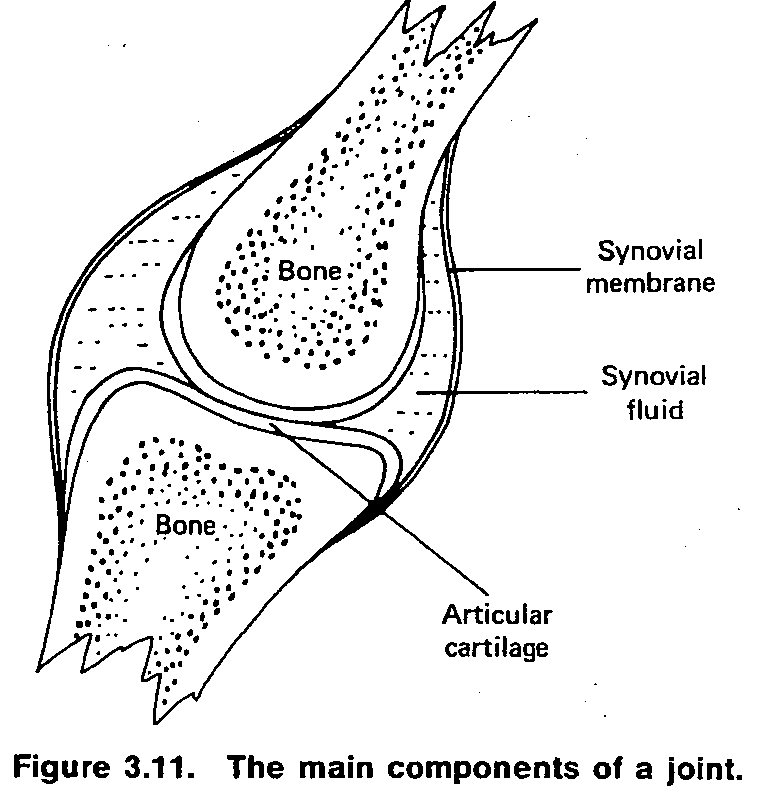 Bone
Synovial
membrane
Synovial
fluid
Bone
Articular
cartilage
Figure 3.11. The main components of a joint.